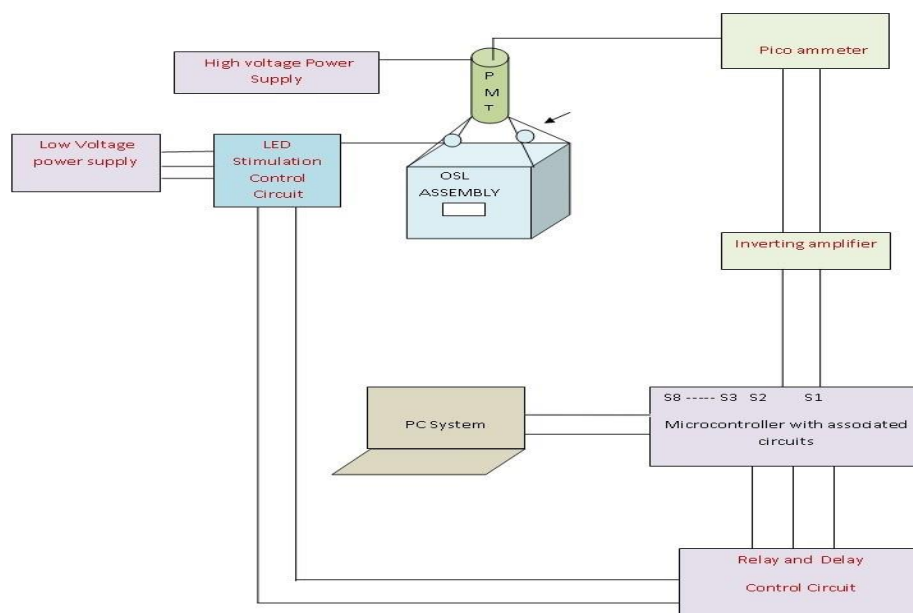 High voltage Power
Supply
P
M
T
Pico ammeter
Low Voltage
power supply
LED
Stimulation
Control
Circuit
OSL
ASSEMBLY
Inverting amplifier
PC System
S8 ----- S3 S2 S1
Microcontroller with associated
circuits
Relay and Delay
Control Circuit